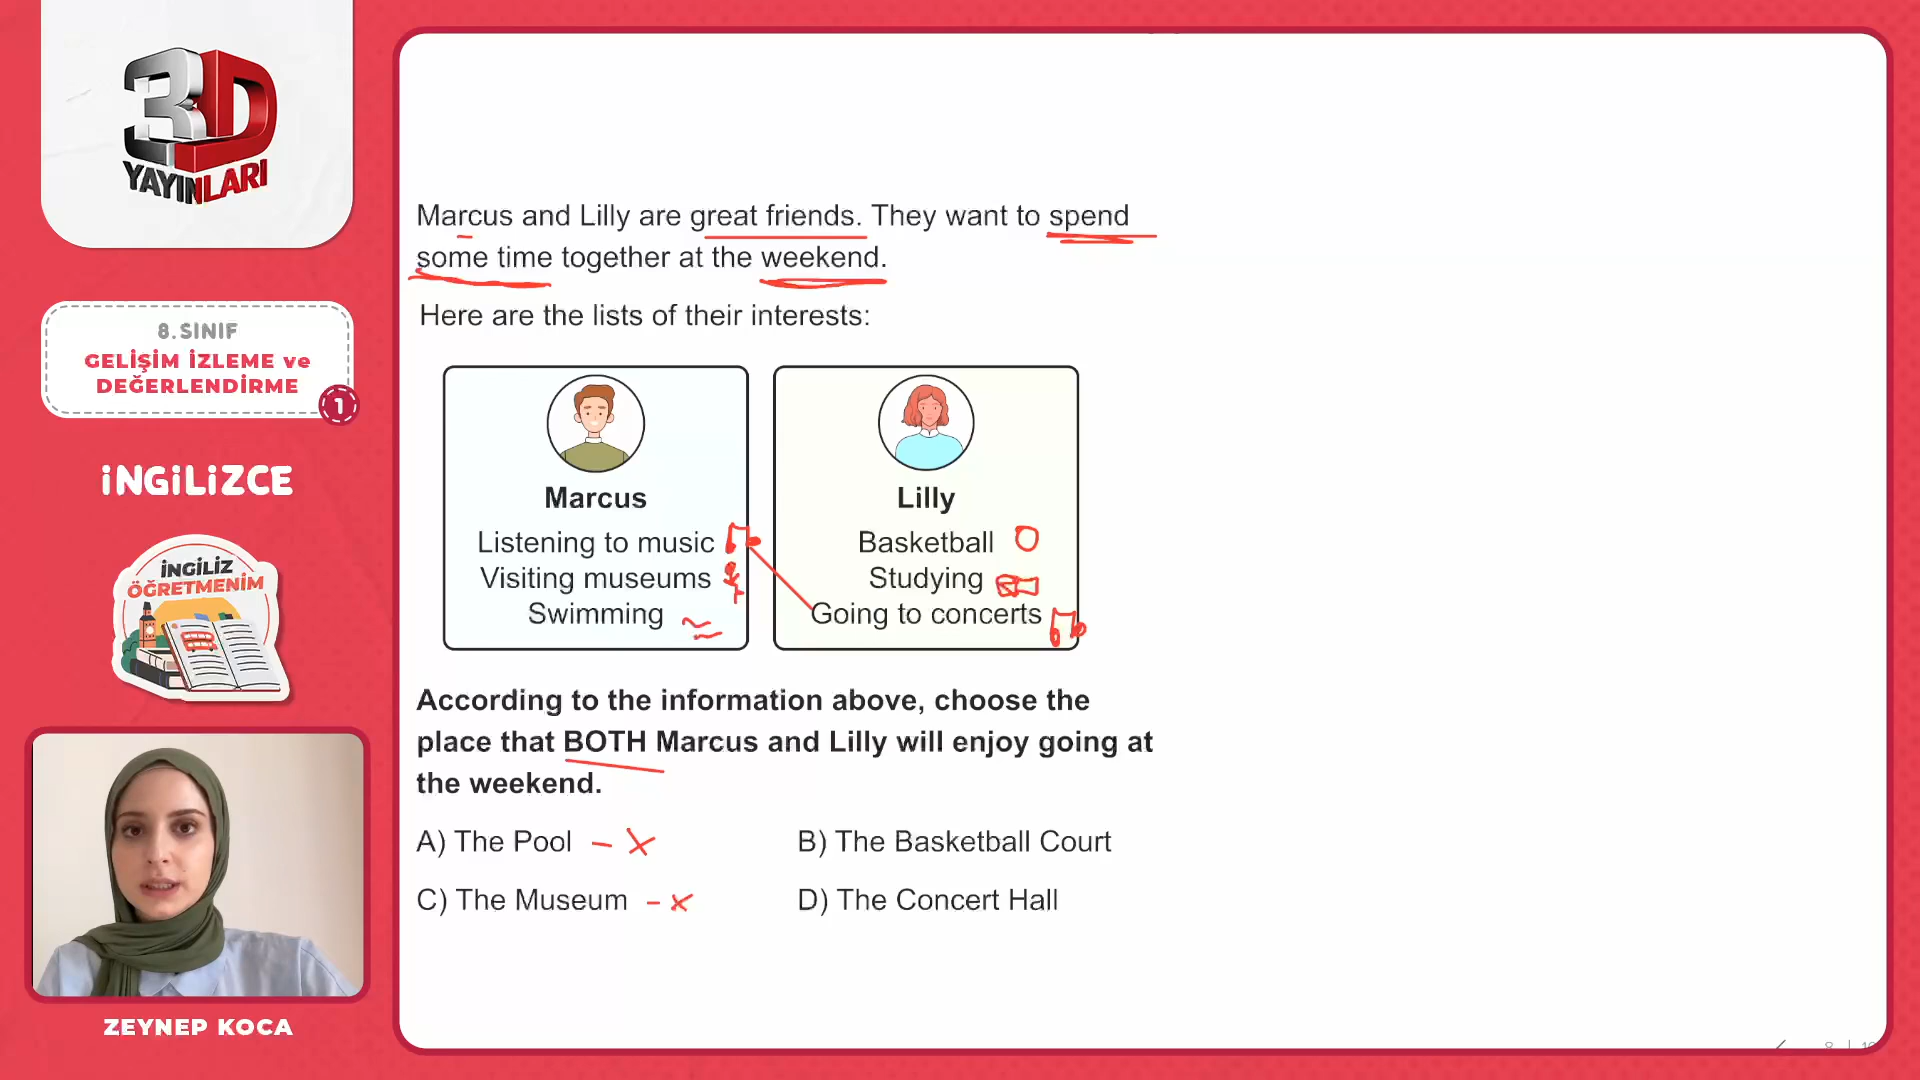 3D
YAYINLARI
8.SINIF
GELİŞİM İZLEME ve
DEĞERLENDİRME
1
İNGİLİZCE
İNGİLİZ
ÖĞRETMENİM
ZEYNEP KOCA
Marcus and Lilly are great friends. They want to spend
some time together at the weekend.
Here are the lists of their interests:
Marcus
Listening to music
Visiting museums
Swimming
Lilly
Basketball
Studying
Going to concerts
According to the information above, choose the
place that BOTH Marcus and Lilly will enjoy going at
the weekend.
A) The Pool
B) The Basketball Court
C) The Museum
D) The Concert Hall